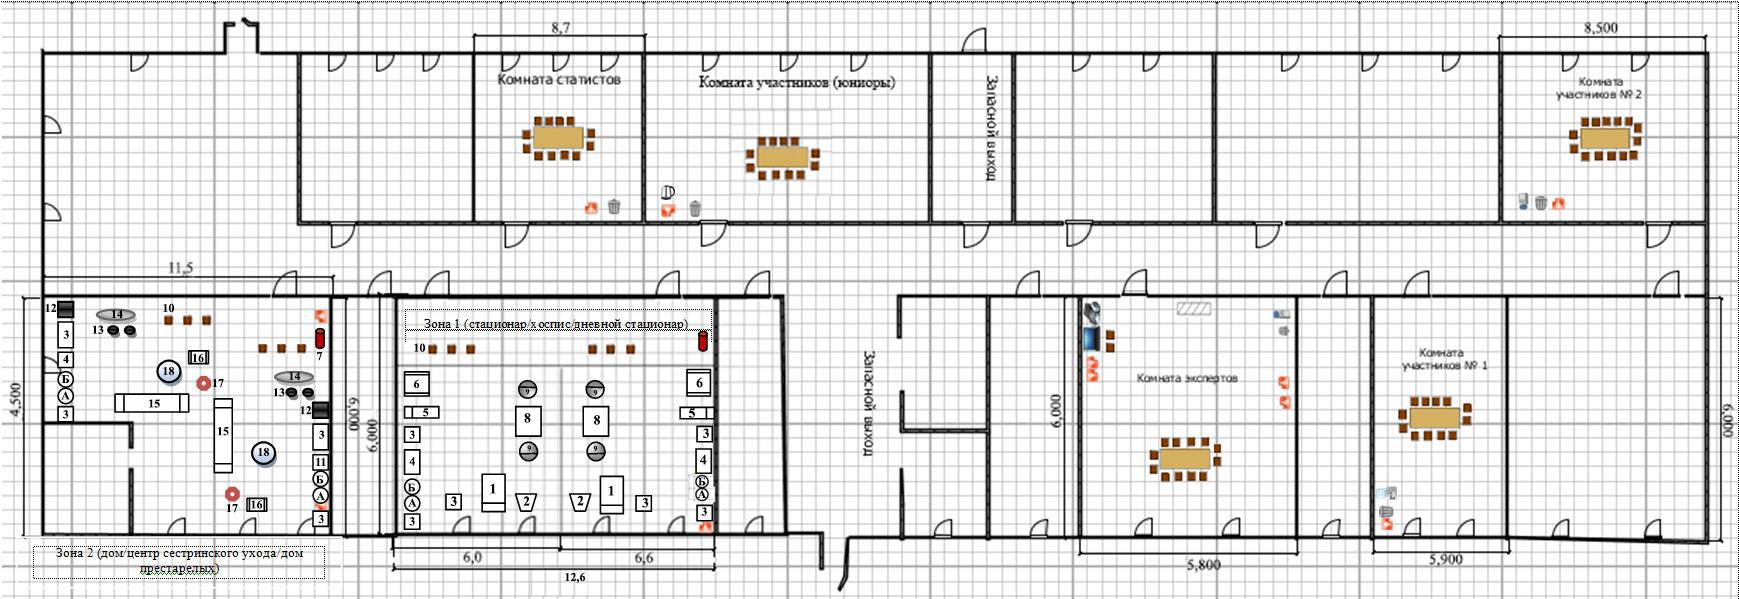 8,7
8,500
Комната статистов
Комната участников (юниоры)
Запасной выход
Комната
участников № 2
11,5
12
14
10
13
3
4
Б
А
3
16
7
18
17
14
15
13
12
15
3
18
11
Б
А
17
16
3
4,500
6,000
6,000
Зона 1 (стационар/хоспис/дневной стационар)
10
6
9
9
6
5
8
8
5
3
9
9
3
4
4
Б
А
3
3
1
2
2
1
3
Б
А
3
6,0
6,6
12,6
Зона 2 (дом/центр сестринского ухода/дом
престарелых)
Запасной выход
6,000
Комната экспертов
5,800
Комната
участников № 1
5,900
6,000